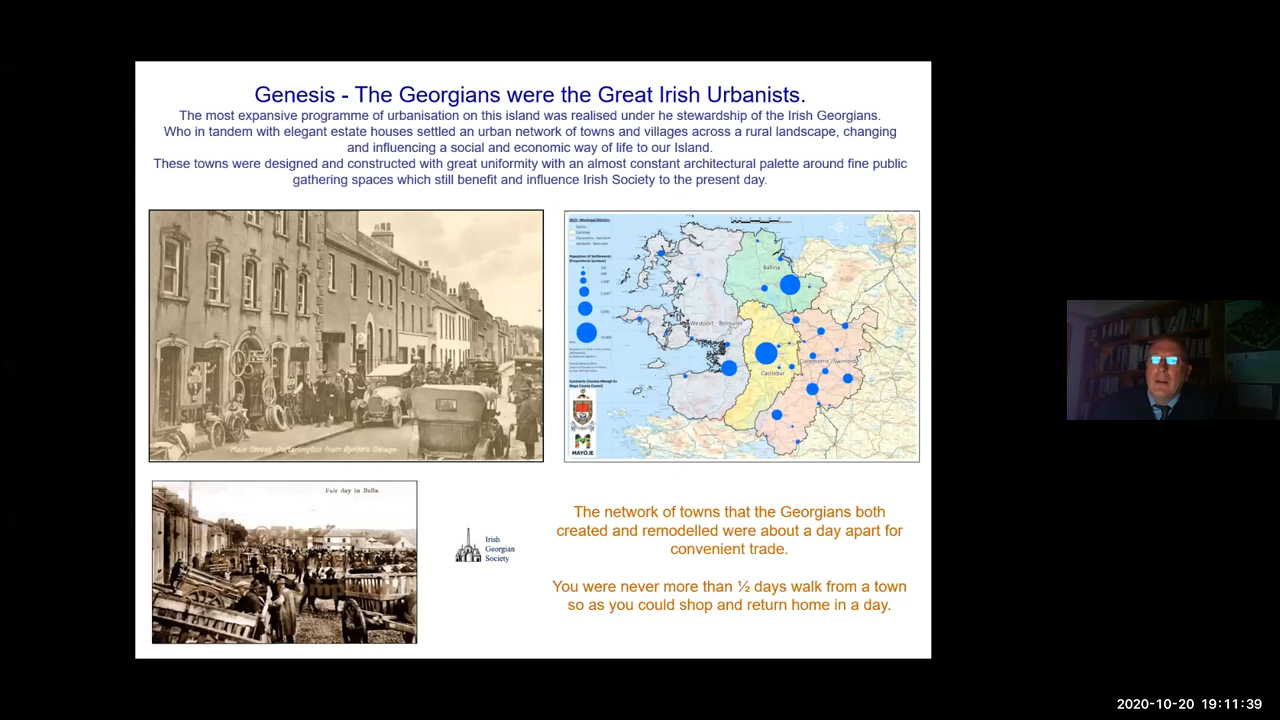 Genesis - The Georgians were the Great Irish Urbanists.
The most expansive programme of urbanisation on this island was realised under he stewardship of the Irish Georgians.
Who in tandem with elegant estate houses settled an urban network of towns and villages across a rural landscape, changing
and influencing a social and economic way of life to our Island.
These towns were designed and constructed with great uniformity with an almost constant architectural palette around fine public
gathering spaces which still benefit and influence Irish Society to the present day.
Main Street, Portarlington from Byrne's Garage.
Ballina
Westport - Belmullet
Castlebar
Claremorris - Swinford
MAYO.IE
Fair day in Balla.
Irish
Georgian
Society
The network of towns that the Georgians both
created and remodelled were about a day apart for
convenient trade.
You were never more than ½ days walk from a town
so as you could shop and return home in a day.
2020-10-20 19:11:39